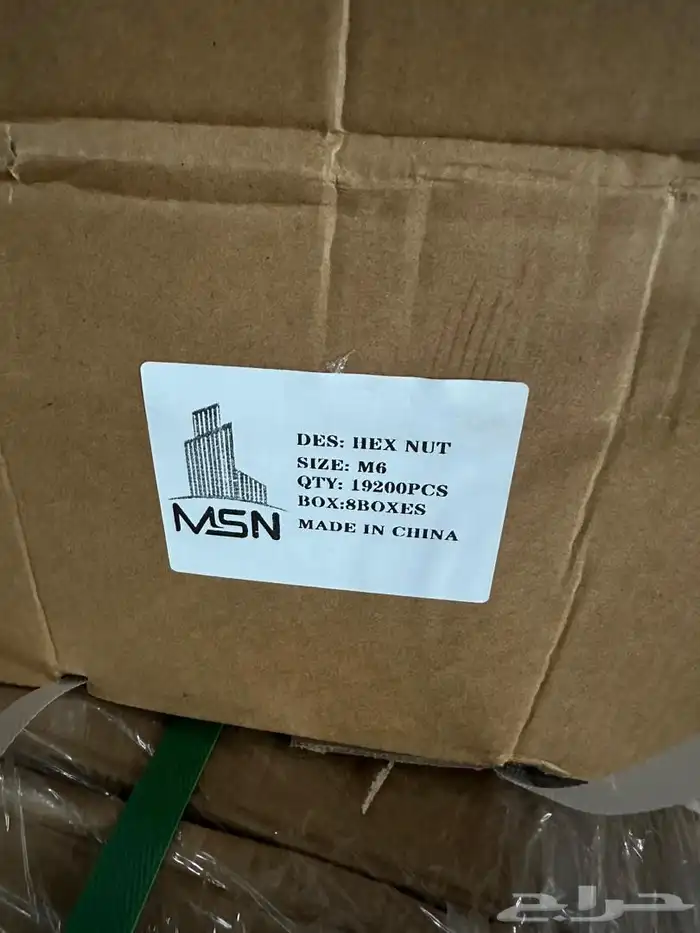 DES: HEX NUT
SIZE: M6
QTY: 19200PCS
BOX:8BOXES
MADE IN CHINA
MSN
حراج